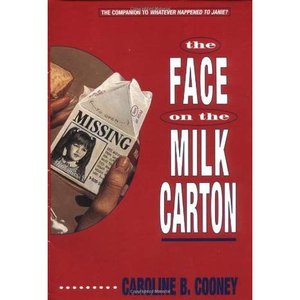 THE COMPANION TO WHATEVER HAPPENED TO JANIE?
the
FACE
on the
MILK
CARTON
MISSING
CAROLINE B. COONEY